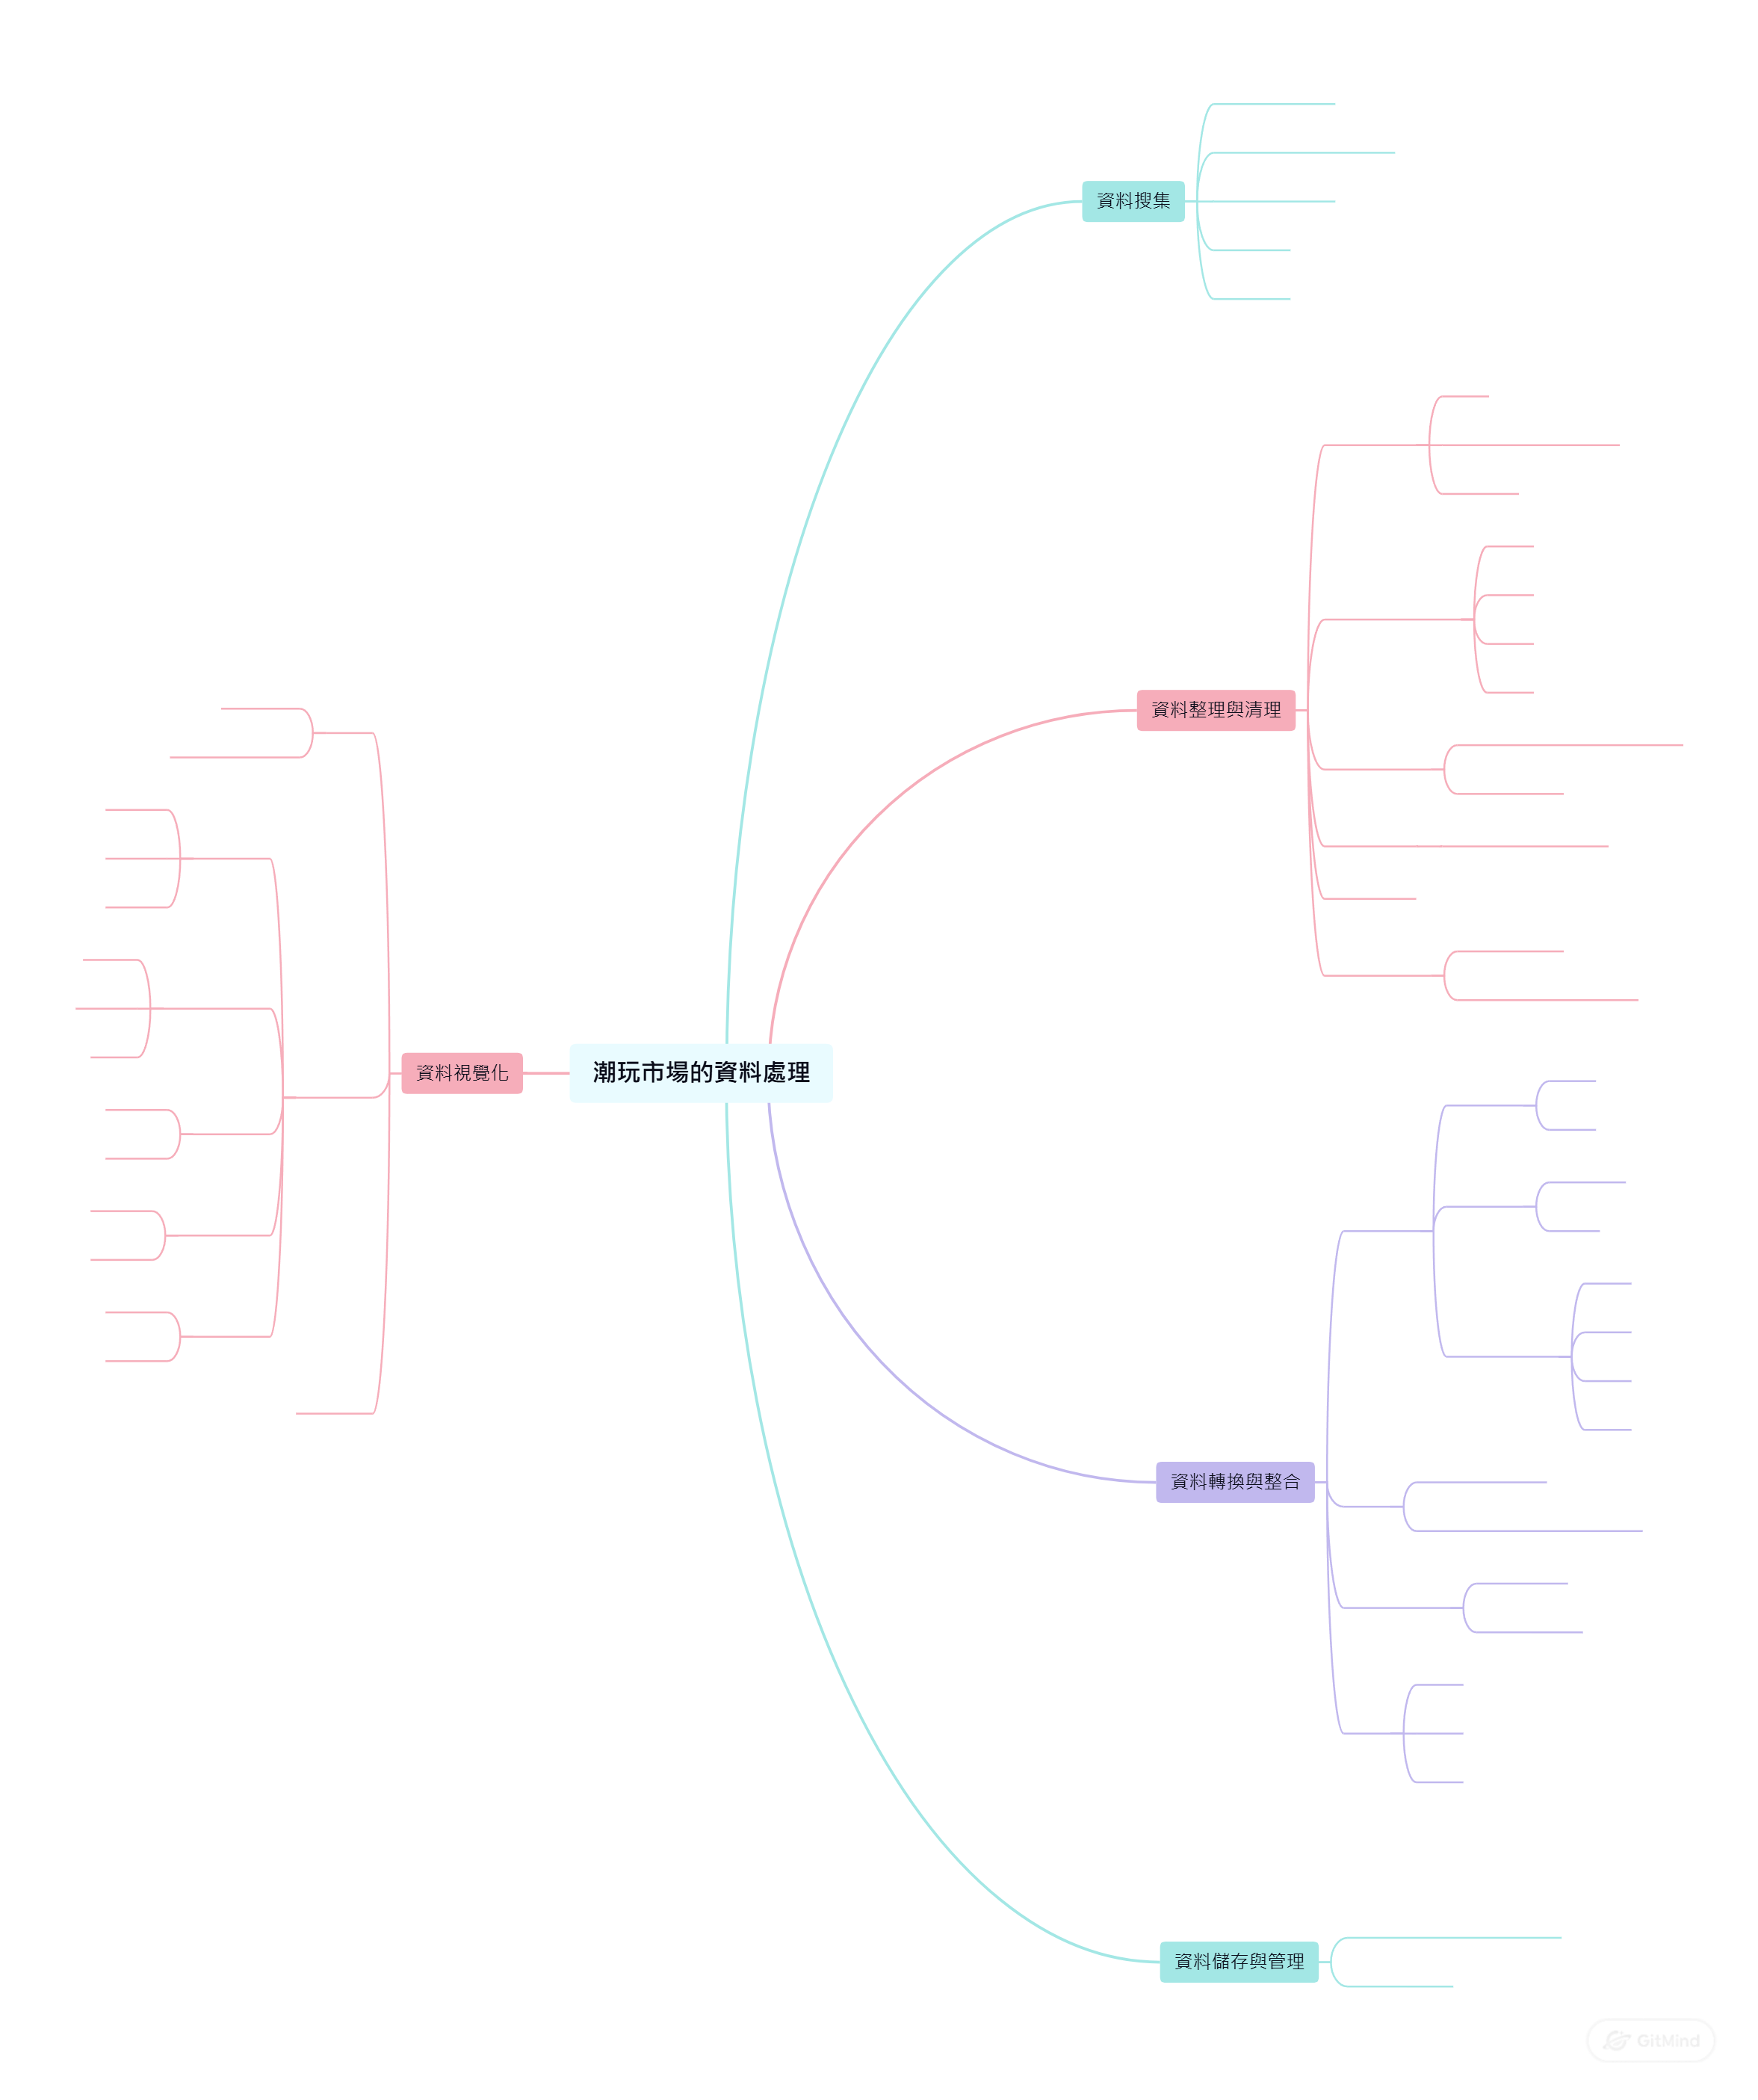 資料搜集
資料整理與清理
資料視覺化
潮玩市場的資料處理
資料轉換與整合
資料儲存與管理
GitMind